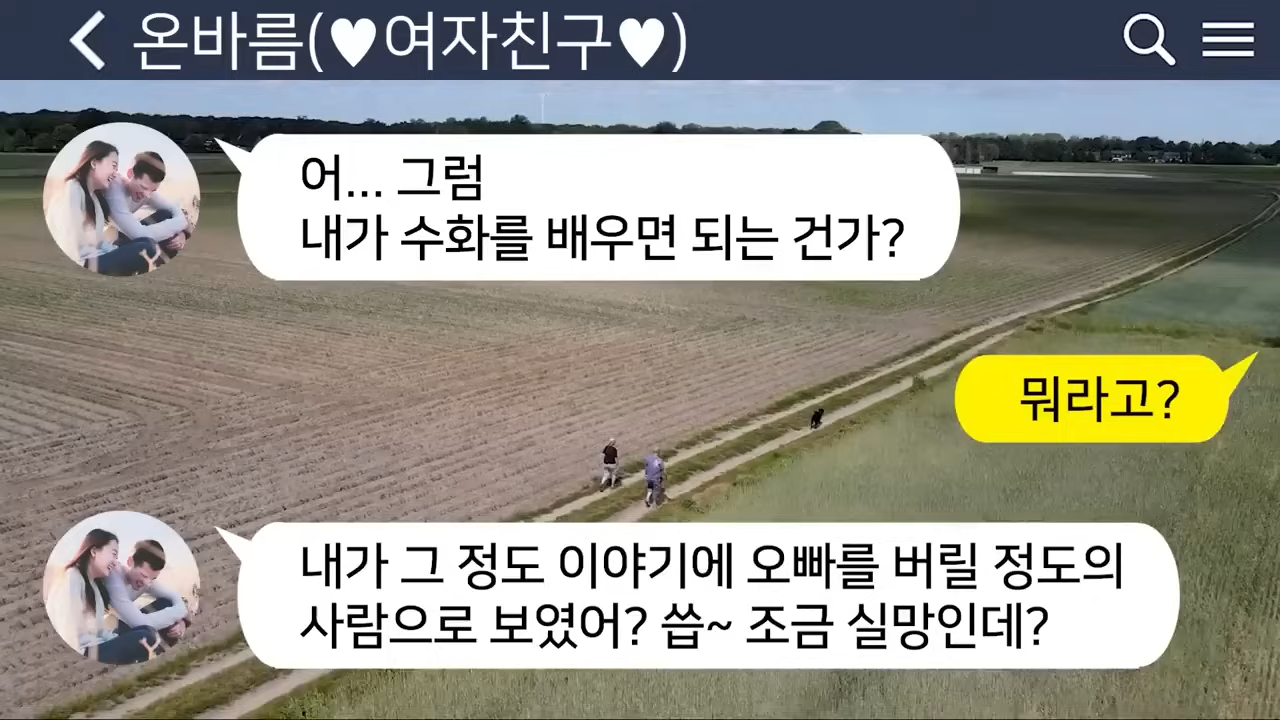 온바름(♥여자친구♥)
어... 그럼
내가 수화를 배우면 되는 건가?
뭐라고?
내가 그 정도 이야기에 오빠를 버릴 정도의
사람으로 보였어? 씁~ 조금 실망인데?